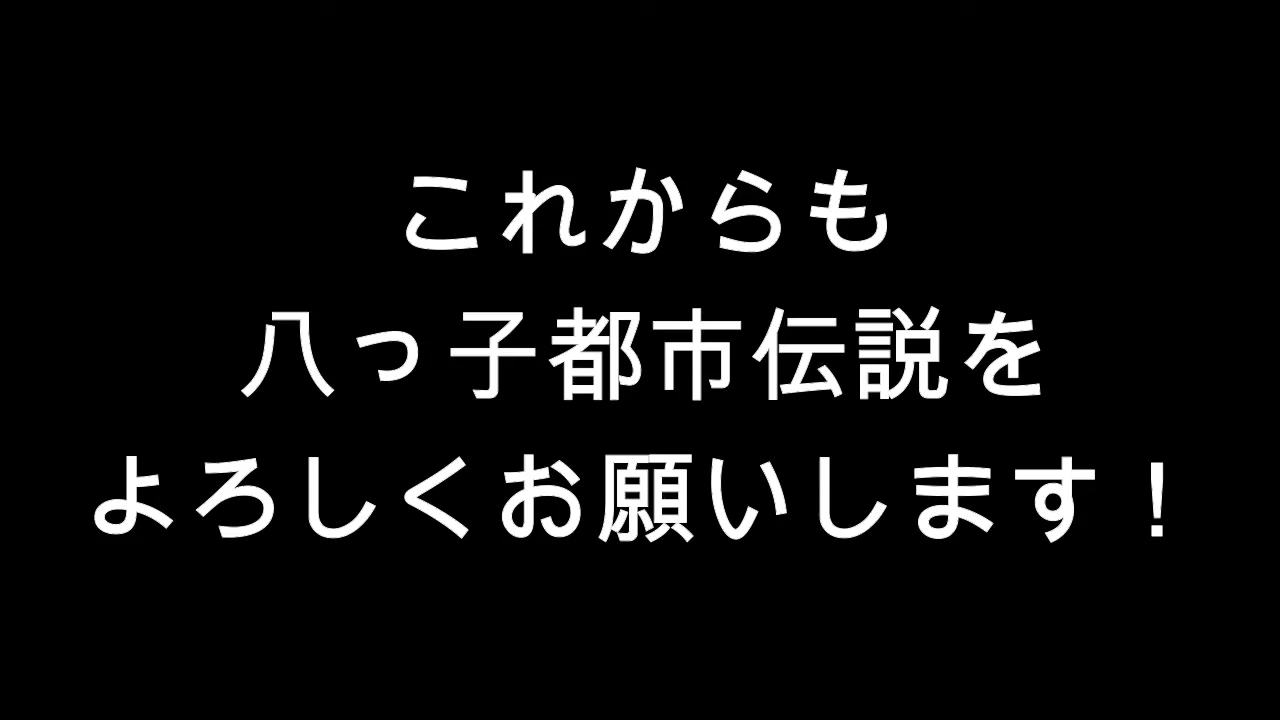 これからも
八っ子都市伝説を
よろしくお願いします！